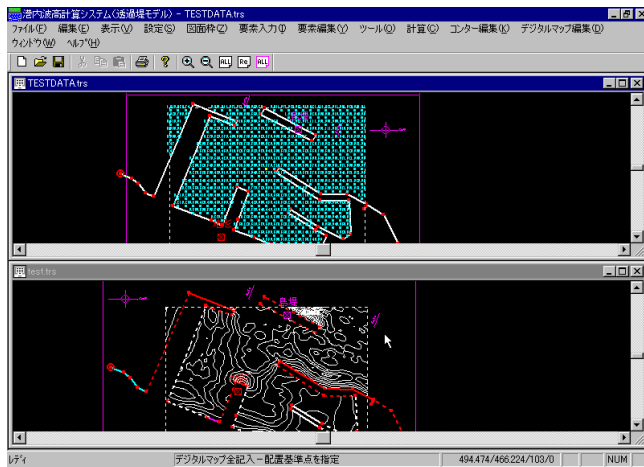 港内波高計算システム(透過堤モデル) - TESTDATA.trs
ファイル(F) 編集(E) 表示(V) 設定(S) 図面枠(Z) 要素入力(I) 要素編集(Y) ツール(O) 計算(C) コンター編集(K) デジタルマップ編集(D)
ウィンドウ(W) ヘルプ(H)
ALL Re ALL
TESTDATA.trs
test.trs
島堤
レディ デジタルマップ全記入-配置基準点を指定 494.474/466.224/103/0 NUM